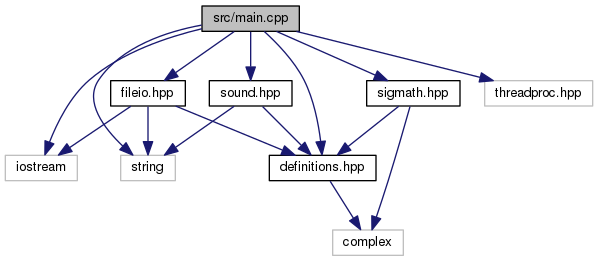 src/main.cpp
fileio.hpp
sound.hpp
sigmath.hpp
threadproc.hpp
iostream
string
definitions.hpp
complex